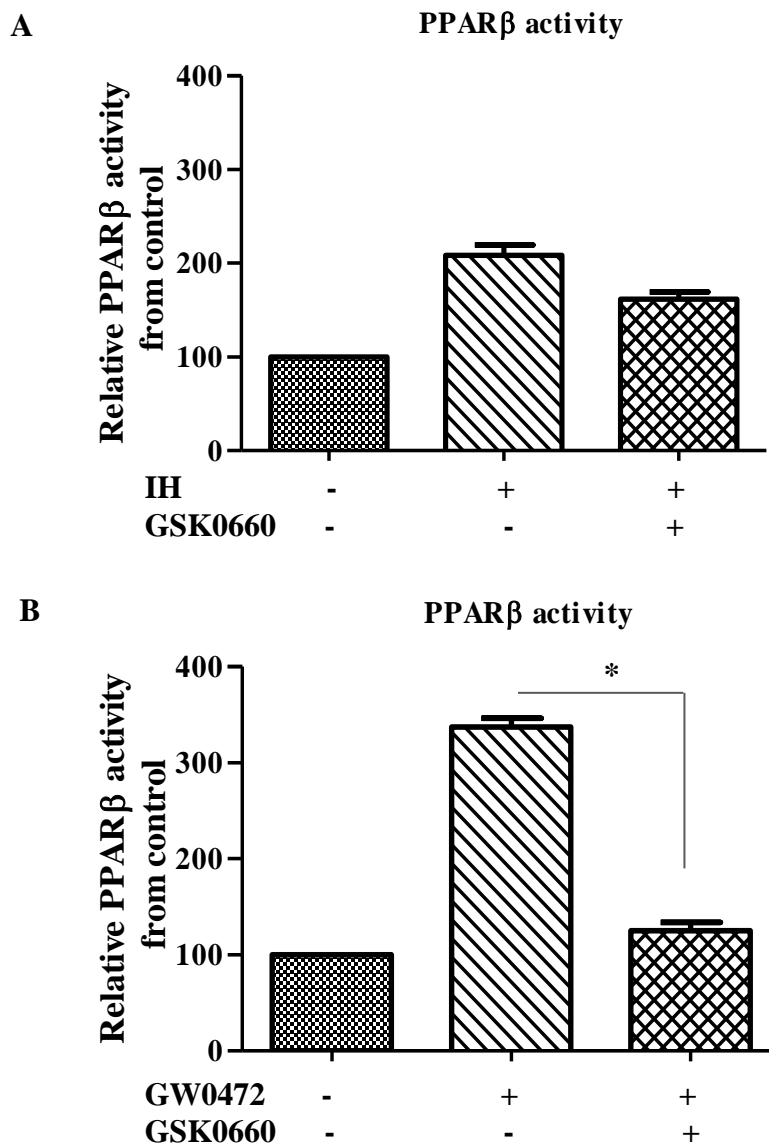 A
PPARβ activity
Relative PPARβ activity
from control
400
300
200
100
0
IH - + +
GSK0660 - - +
B
PPARβ activity
Relative PPARβ activity
from control
400
300
200
100
0
*
GW0472 - + +
GSK0660 - - +